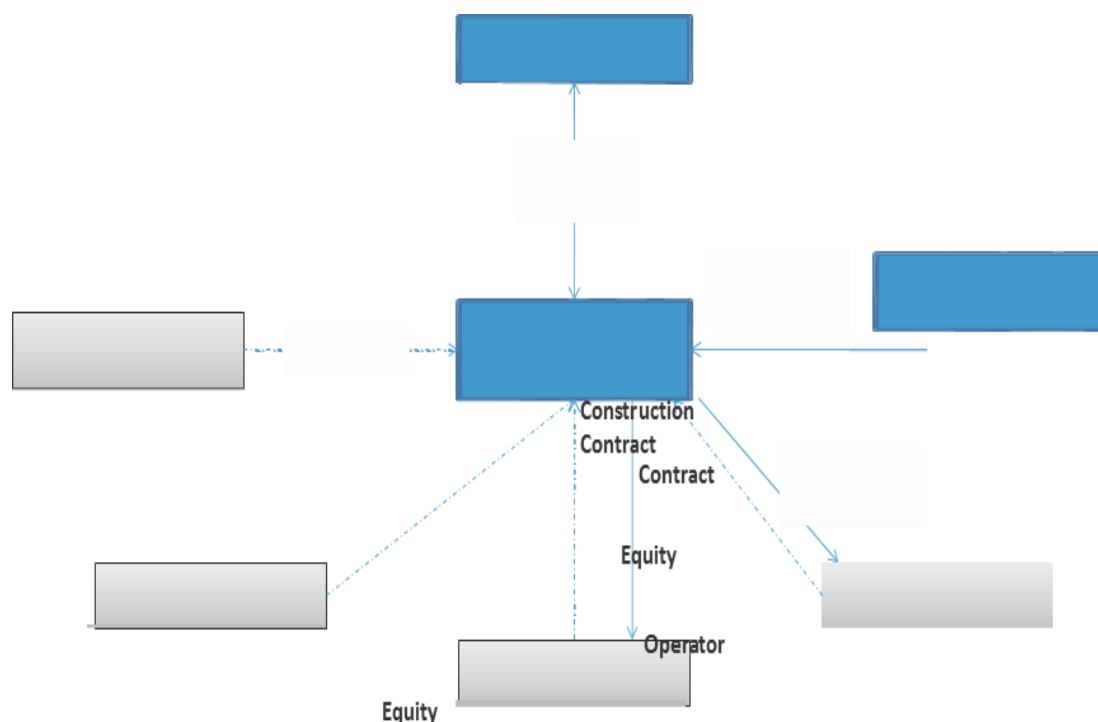 Construction
Contract
Contract
Equity
Operator
Equity